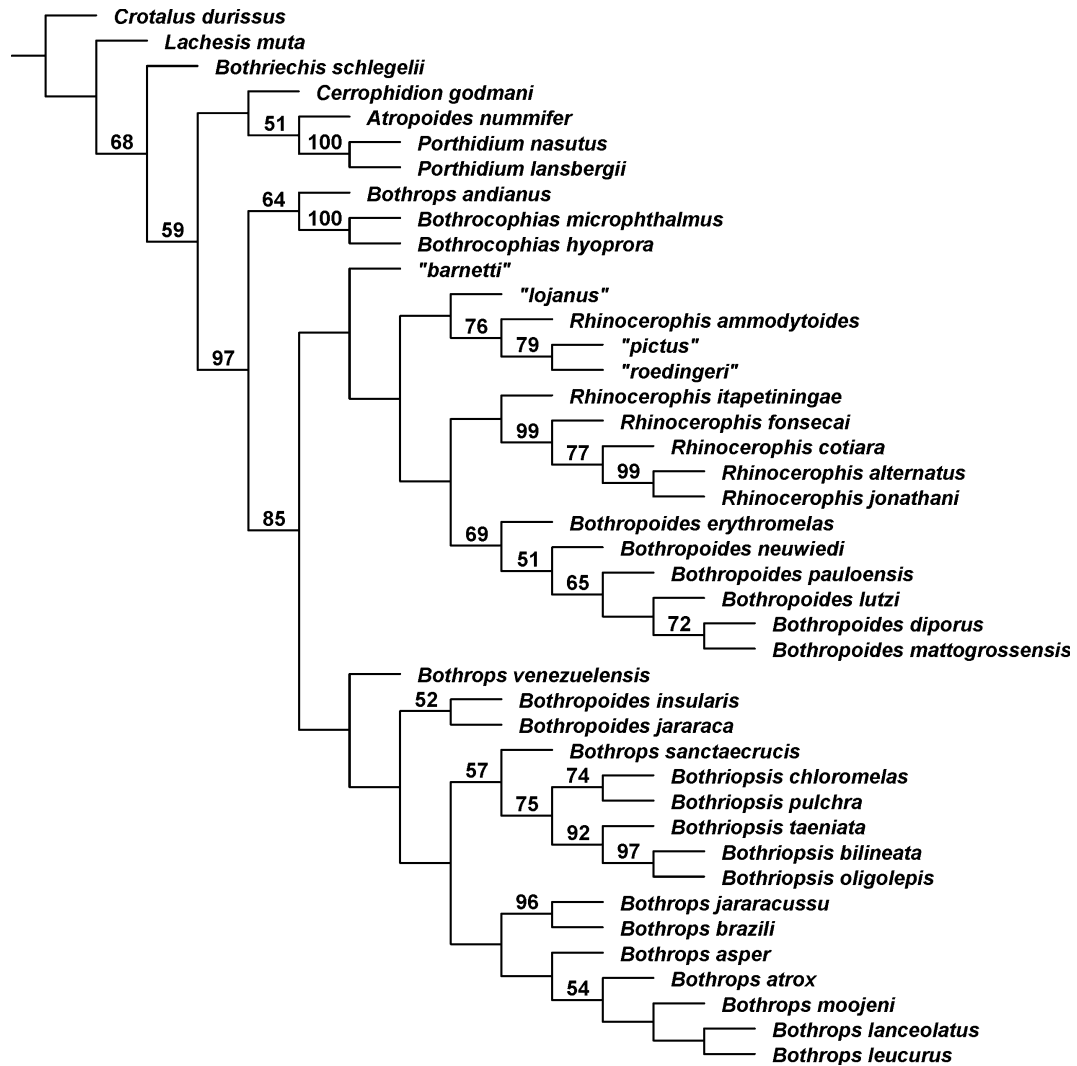 Crotalus durissus
Lachesis muta
Bothriechis schlegelii
Cerrophidion godmani
Atropoides nummifer
51
100 Porthidium nasutus
68
Porthidium lansbergii
64 Bothrops andianus
100 Bothrocophias microphthalmus
59
Bothrocophias hyoprora
"barnetti"
"lojanus"
Rhinocerophis ammodytoides
76
79 "pictus"
97
"roedingeri"
Rhinocerophis itapetiningae
Rhinocerophis fonsecai
99
77 Rhinocerophis cotiara
99 Rhinocerophis alternatus
Rhinocerophis jonathani
85
Bothropoides erythromelas
69
Bothropoides neuwiedi
51
Bothropoides pauloensis
65
Bothropoides lutzi
72 Bothropoides diporus
Bothropoides mattogrossensis
Bothrops venezuelensis
52 Bothropoides insularis
Bothropoides jararaca
Bothrops sanctaecrucis
57
74 Bothriopsis chloromelas
75 Bothriopsis pulchra
Bothriopsis taeniata
92
97 Bothriopsis bilineata
Bothriopsis oligolepis
96 Bothrops jararacussu
Bothrops brazili
Bothrops asper
Bothrops atrox
54
Bothrops moojeni
Bothrops lanceolatus
Bothrops leucurus